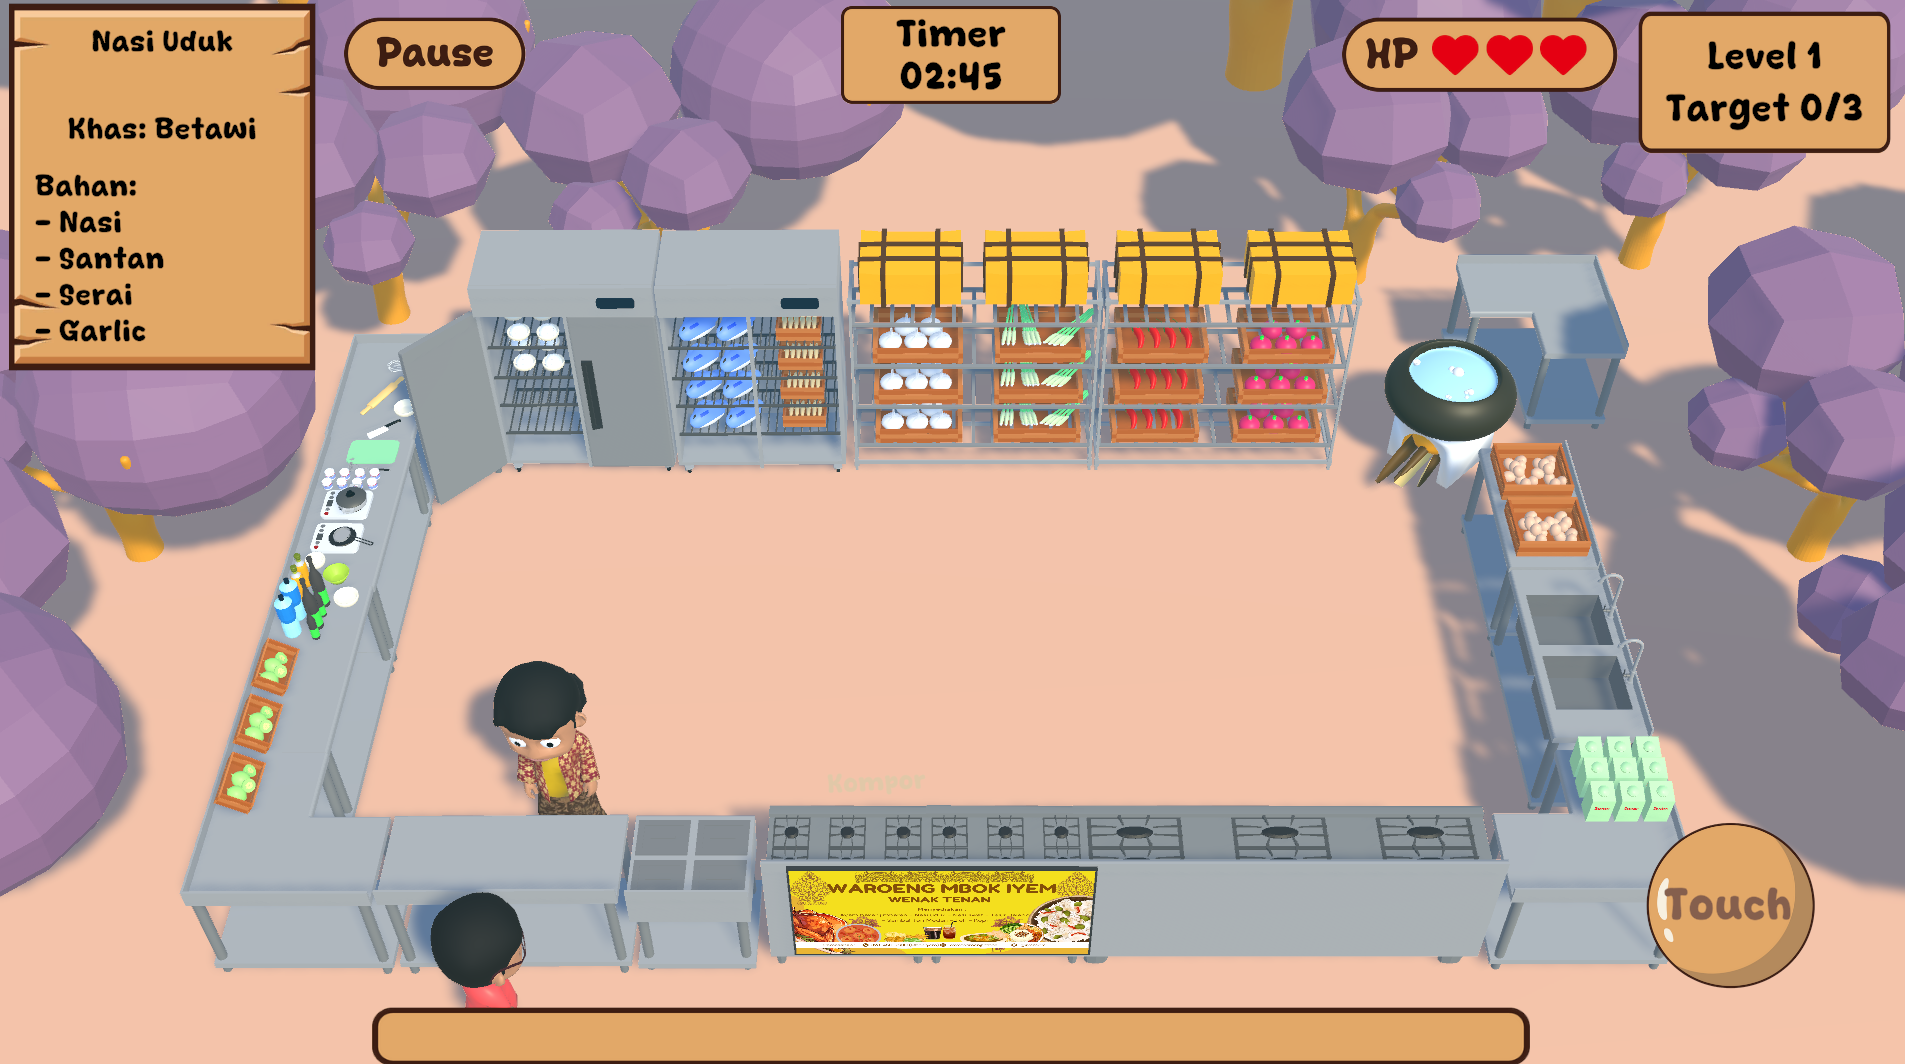 Nasi Uduk
Khas: Betawi
Bahan:
- Nasi
- Santan
- Serai
- Garlic
Pause
Timer
02:45
HP
Level 1
Target 0/3
Kompor
WAROENG MBOK IYEM
WENAK TENAN
Menyediakan
Touch